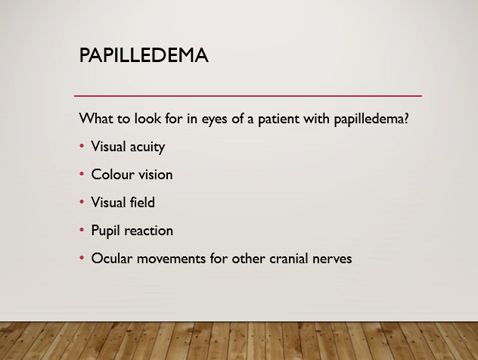 PAPILLEDEMA
What to look for in eyes of a patient with papilledema?
• Visual acuity
• Colour vision
• Visual field
• Pupil reaction
• Ocular movements for other cranial nerves